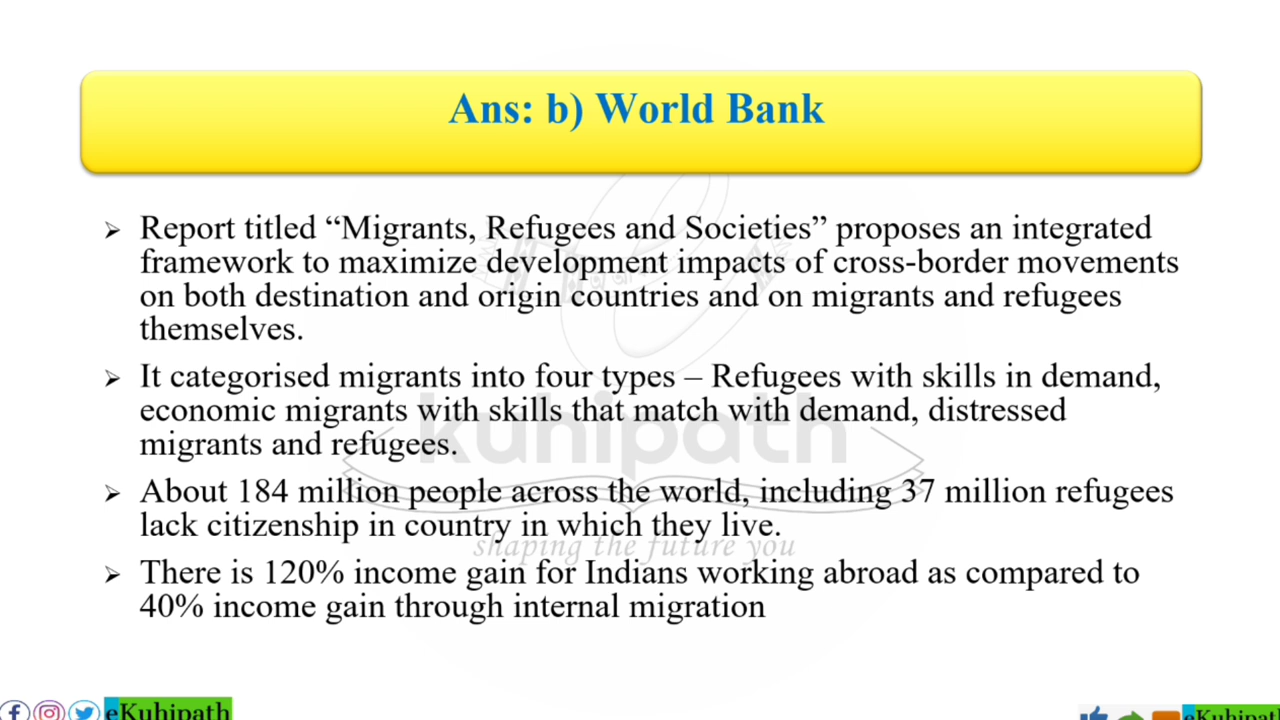 Ans: b) World Bank
Report titled “Migrants, Refugees and Societies” proposes an integrated
framework to maximize development impacts of cross-border movements
on both destination and origin countries and on migrants and refugees
themselves.
It categorised migrants into four types – Refugees with skills in demand,
economic migrants with skills that match with demand, distressed
migrants and refugees.
About 184 million people across the world, including 37 million refugees
lack citizenship in country in which they live.
There is 120% income gain for Indians working abroad as compared to
40% income gain through internal migration
kuhipath
shaping the future you
eKuhipath
eKuhipath